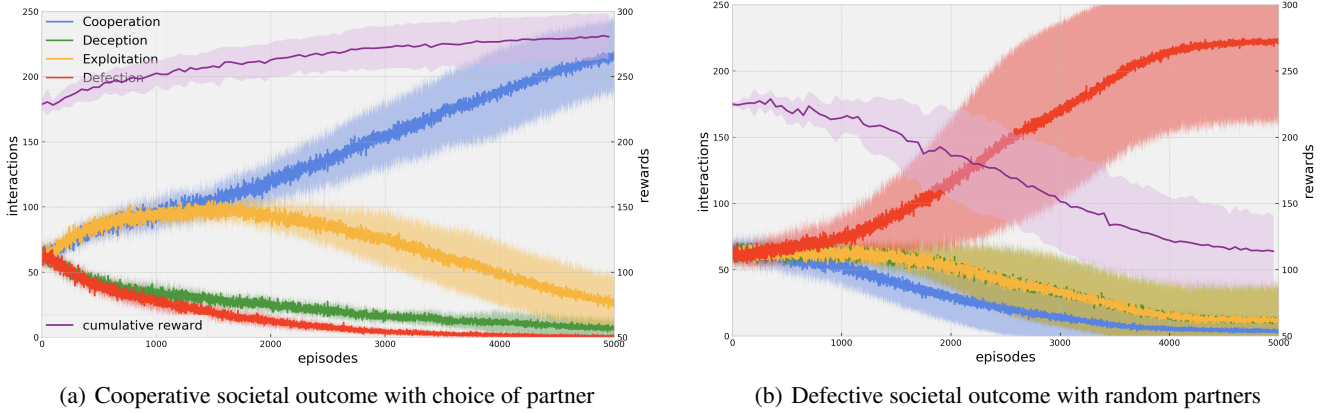 250
200
150
100
50
0
interactions
Cooperation
Deception
Exploitation
Defection
cumulative reward
300
250
200
150
100
50
rewards
0
1000
2000
3000
4000
5000
episodes
(a) Cooperative societal outcome with choice of partner
250
200
150
100
50
0
interactions
300
250
200
150
100
50
rewards
0
1000
2000
3000
4000
5000
episodes
(b) Defective societal outcome with random partners